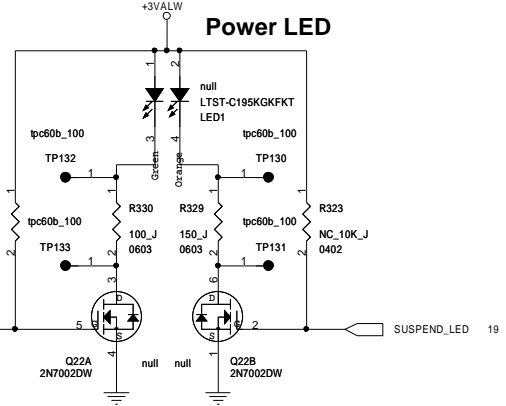 +3VALW
Power LED
1
2
null
LTST-C195KGKFKT
LED1
3
4
Green
Orange
tpc60b_100
TP132
1
tpc60b_100
TP130
1
1
1
1
1
R330
100_J
0603
R329
150_J
0603
R323
NC_10K_J
0402
tpc60b_100
TP133
1
tpc60b_100
TP131
1
2
2
2
2
3
D
6
D
5
G
S
G
2
S
SUSPEND_LED 19
4
1
Q22A
2N7002DW
null
null
Q22B
2N7002DW